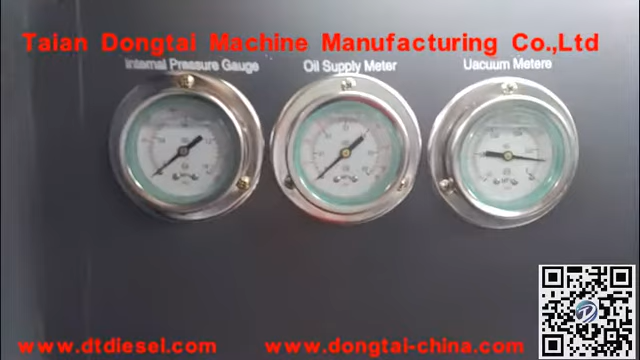 Taian Dongtai Machine Manufacturing Co.,Ltd
Internal Pressure Gauge
Oil Supply Meter
Uacuum Metere
www.dtdiesel.com
www.dongtai-china.com